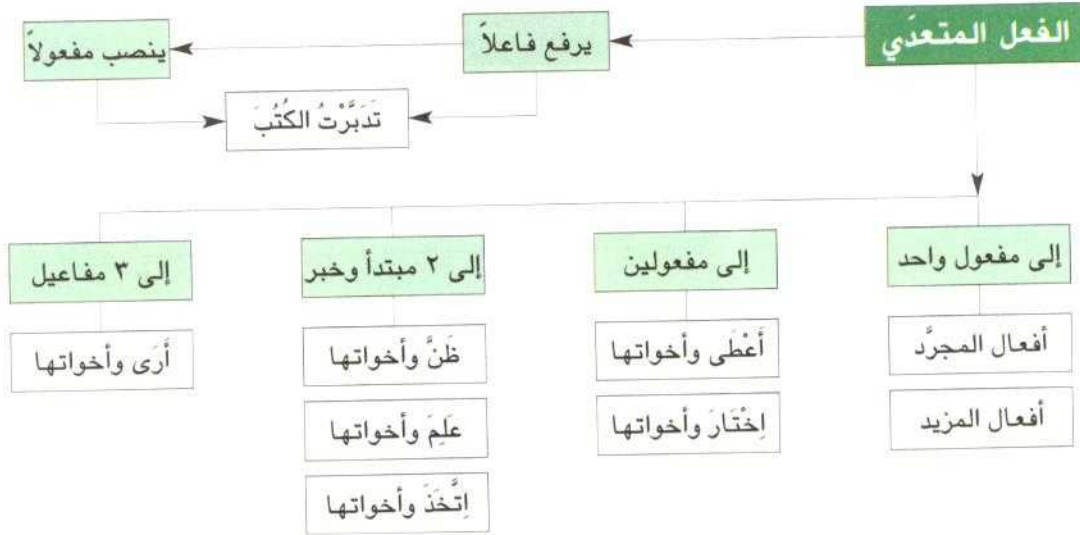 الفعل المتعدّي
يرفع فاعلاً
ينصب مفعولاً
تَدَبَّرْتُ الكُتُبَ
إلى مفعول واحد
إلى مفعولين
إلى ٢ مبتدأ وخبر
إلى ٣ مفاعيل
أفعال المجرَّد
أَعْطَى وأخواتها
ظَنَّ وأخواتها
أَرَى وأخواتها
أفعال المزيد
اِخْتَارَ وأخواتها
عَلِمَ وأخواتها
اِتَّخَذَ وأخواتها